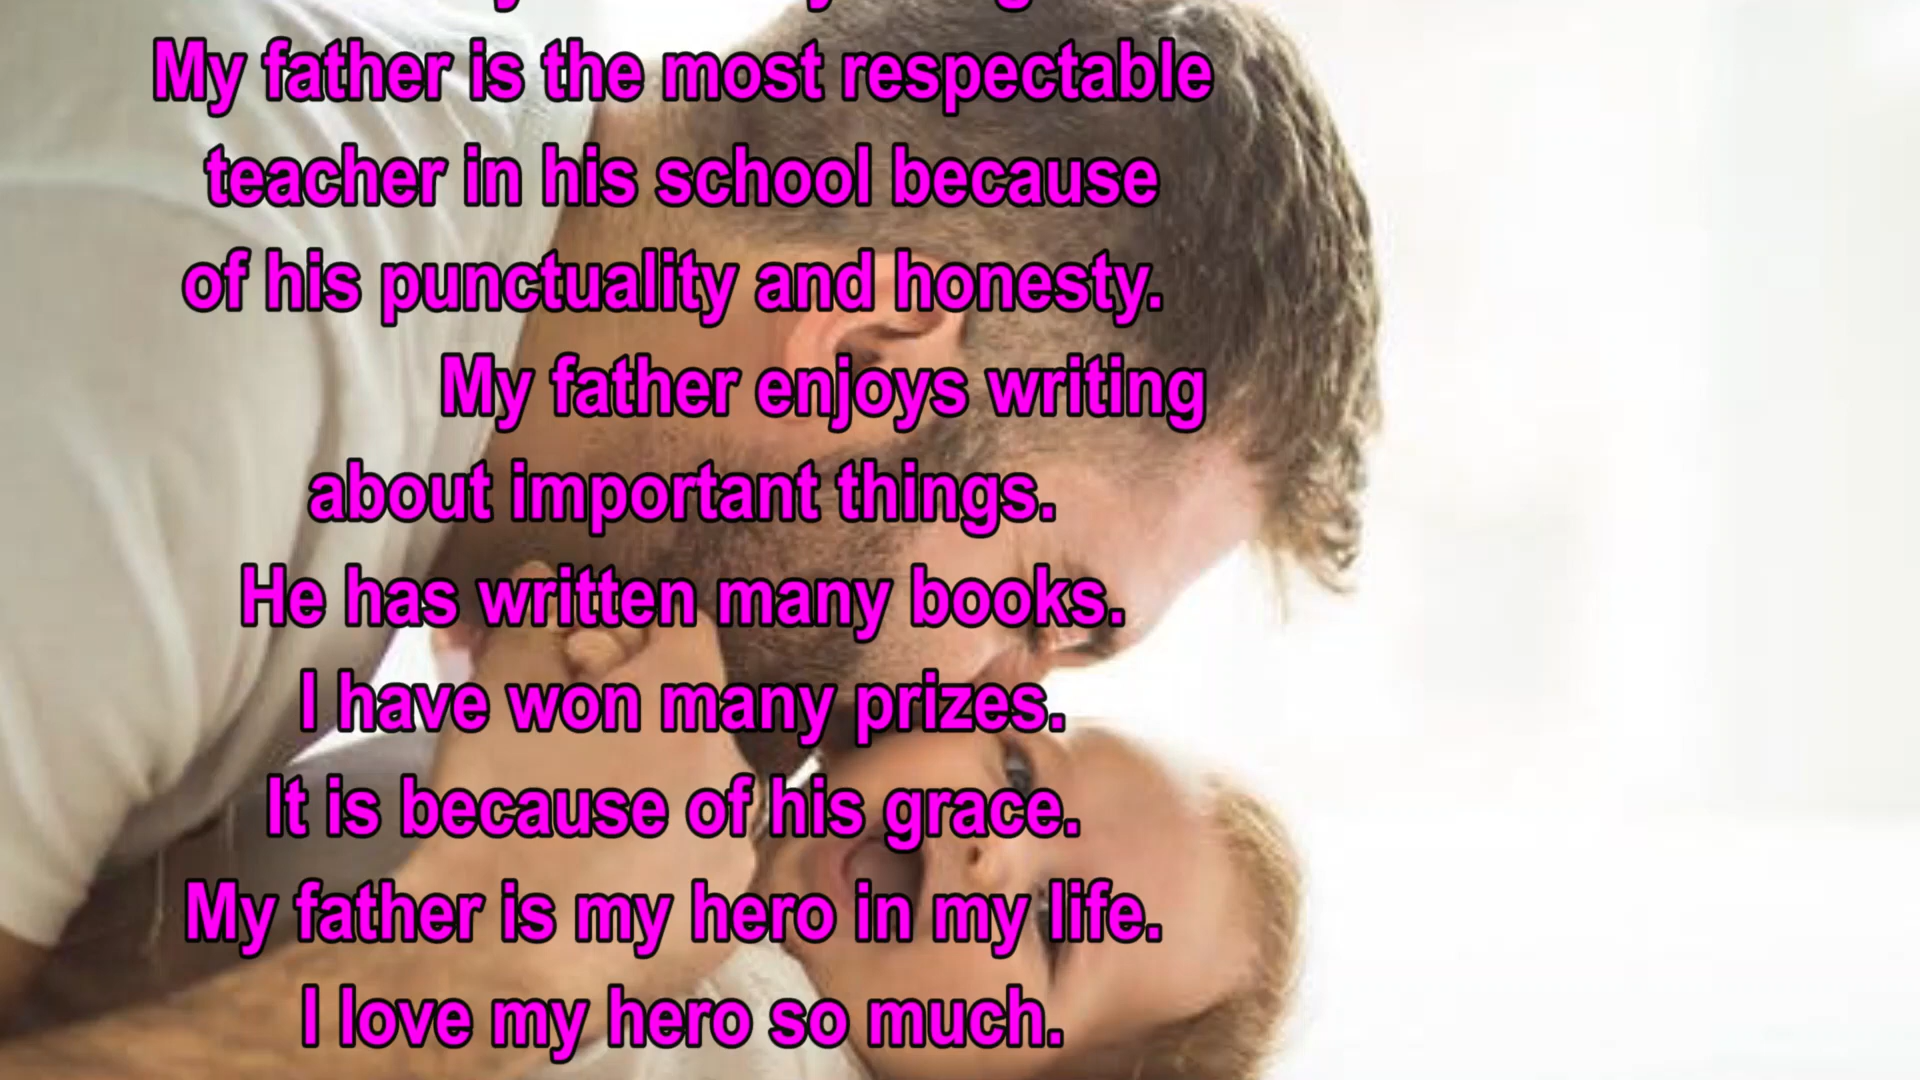 My father is the most respectable
teacher in his school because
of his punctuality and honesty.
My father enjoys writing
about important things.
He has written many books.
I have won many prizes.
It is because of his grace.
My father is my hero in my life.
I love my hero so much.